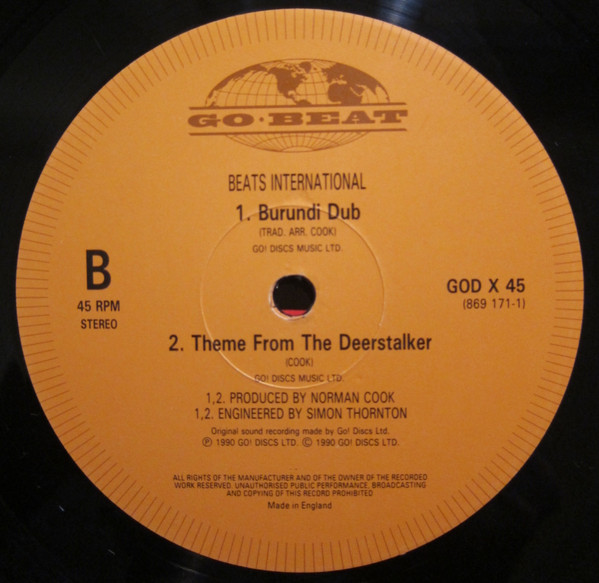 GO·BEAT
BEATS INTERNATIONAL
1. Burundi Dub
(TRAD. ARR. COOK)
GO! DISCS MUSIC LTD.
B
45 RPM
STEREO
GOD X 45
(869 171-1)
2. Theme From The Deerstalker
(COOK)
GO! DISCS MUSIC LTD.
1,2. PRODUCED BY NORMAN COOK
1,2. ENGINEERED BY SIMON THORNTON
Original sound recording made by Go! Discs Ltd.
℗ 1990 GO! DISCS LTD. © 1990 GO! DISCS LTD.
ALL RIGHTS OF THE MANUFACTURER AND OF THE OWNER OF THE RECORDED
WORK RESERVED. UNAUTHORISED PUBLIC PERFORMANCE, BROADCASTING
AND COPYING OF THIS RECORD PROHIBITED
Made in England